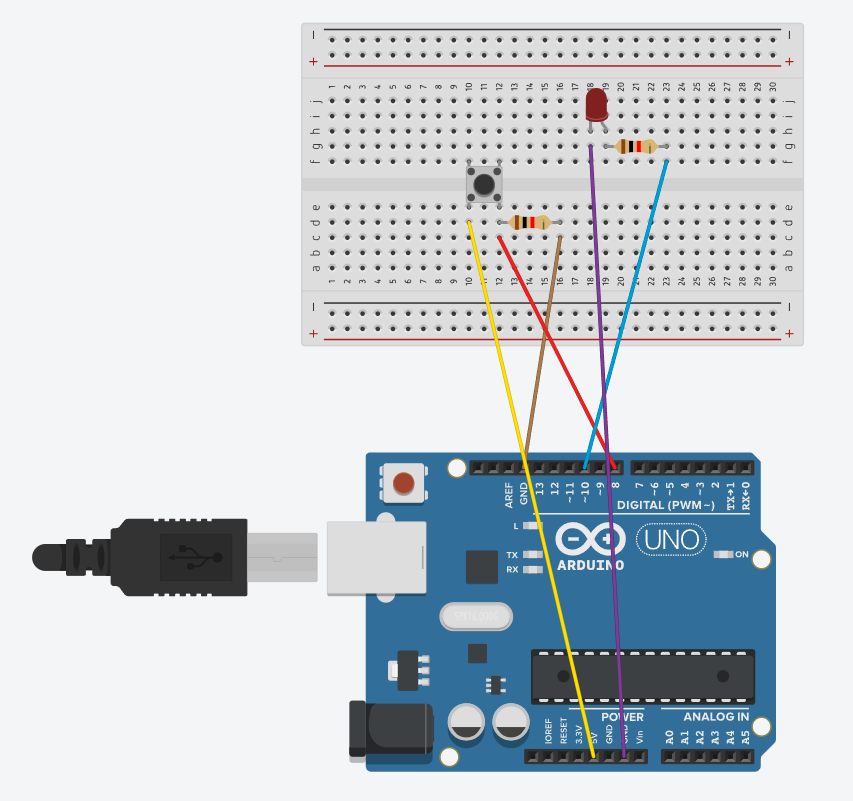 − −
+ +
1 2 3 4 5 6 7 8 9 10 11 12 13 14 15 16 17 18 19 20 21 22 23 24 25 26 27 28 29 30
j j
i i
h h
g g
f f
e e
d d
c c
b b
a a
1 2 3 4 5 6 7 8 9 10 11 12 13 14 15 16 17 18 19 20 21 22 23 24 25 26 27 28 29 30
− −
+ +
AREF GND 13 12 ~11 ~10 ~9 8 7 ~6 ~5 4 ~3 2 TX→1 RX←0
DIGITAL (PWM~)
L
TX
RX
UNO
ON
ARDUINO
POWER ANALOG IN
IOREF RESET 3.3V 5V GND GND Vin A0 A1 A2 A3 A4 A5